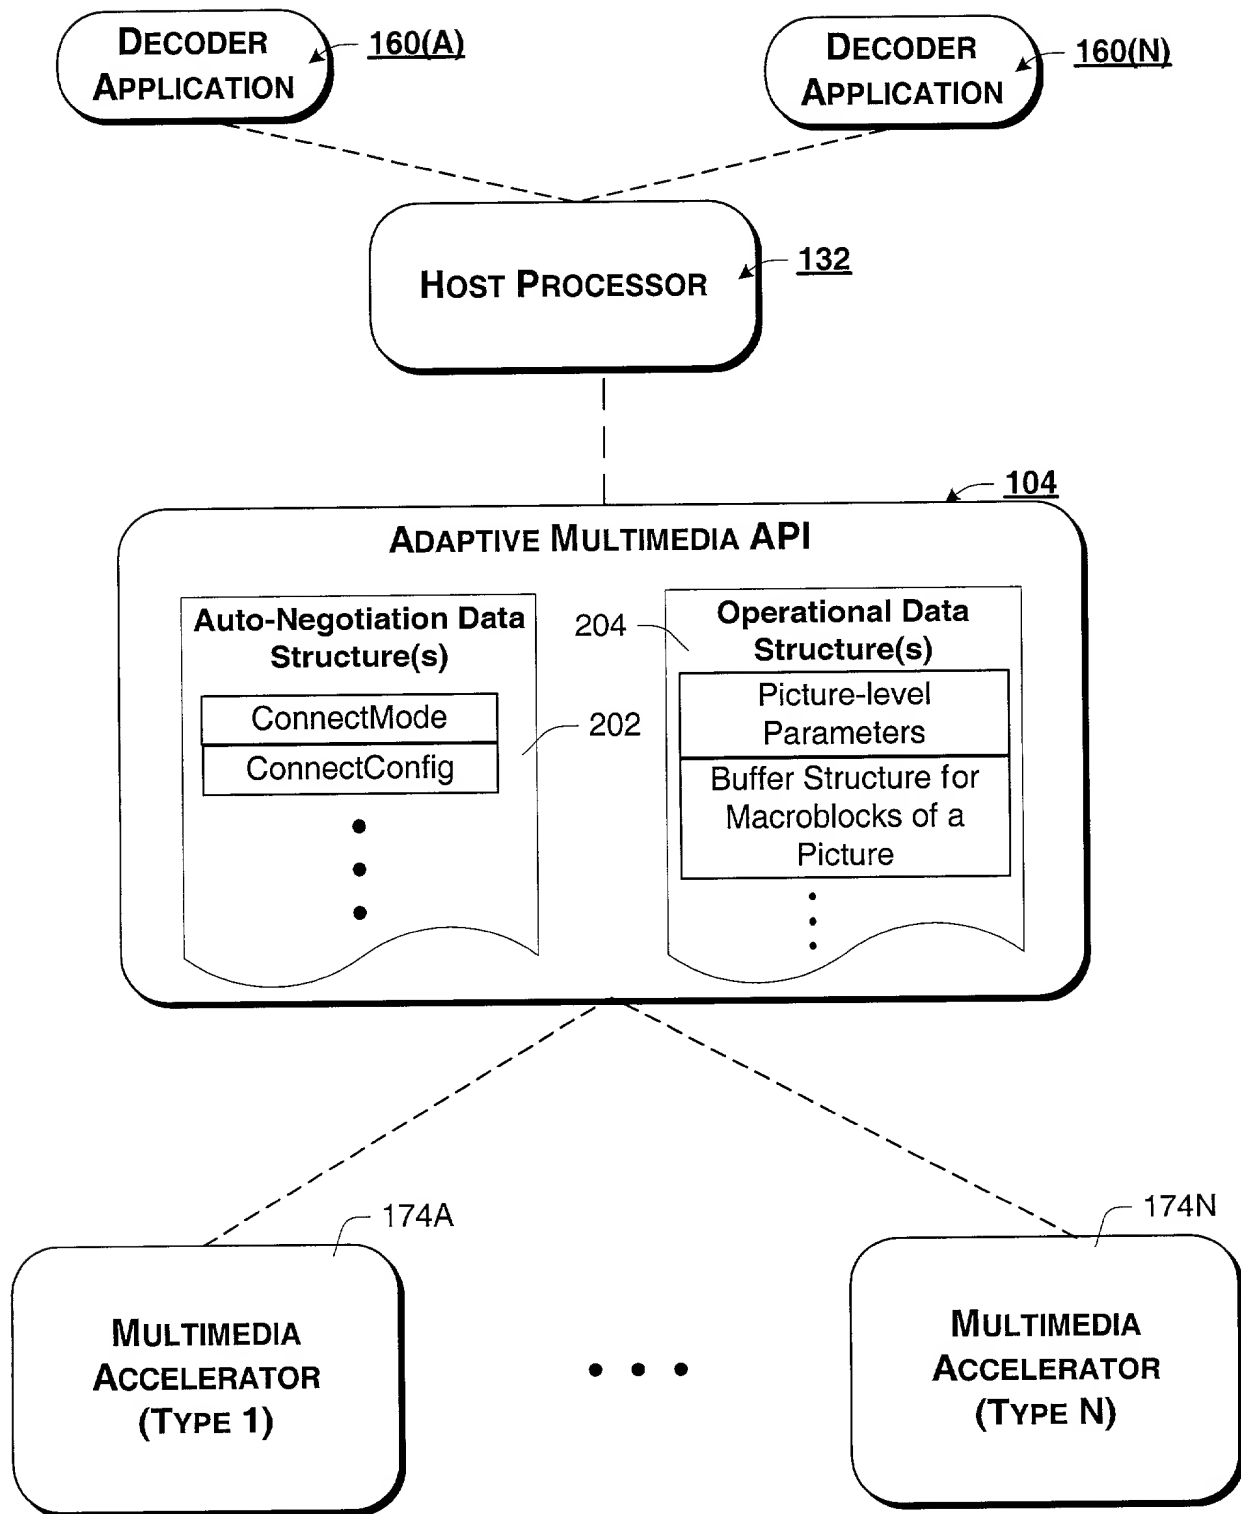 DECODER
APPLICATION
160(A)
DECODER
APPLICATION
160(N)
HOST PROCESSOR
132
104
ADAPTIVE MULTIMEDIA API
Auto-Negotiation Data
Structure(s)
ConnectMode
ConnectConfig
202
204
Operational Data
Structure(s)
Picture-level
Parameters
Buffer Structure for
Macroblocks of a
Picture
174A
MULTIMEDIA
ACCELERATOR
(TYPE 1)
174N
MULTIMEDIA
ACCELERATOR
(TYPE N)